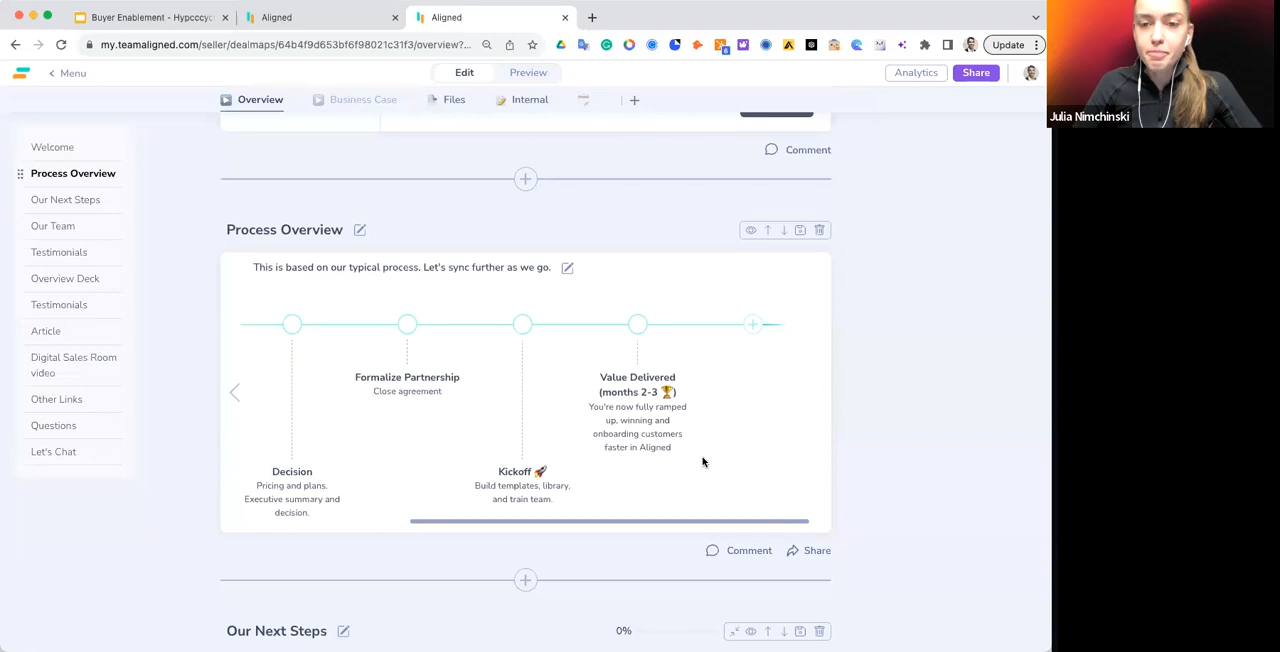 Buyer Enablement - Hypcccyc
Aligned
Aligned
my.teamaligned.com/seller/dealmaps/64b4f9d653bf6f98021c31f3/overview?...
Update
Menu
Edit
Preview
Analytics
Share
Overview
Business Case
Files
Internal
Julia Nimchinski
Welcome
Process Overview
Our Next Steps
Our Team
Testimonials
Overview Deck
Testimonials
Article
Digital Sales Room
video
Other Links
Questions
Let's Chat
Comment
Process Overview
This is based on our typical process. Let's sync further as we go.
Decision
Pricing and plans.
Executive summary and
decision.
Formalize Partnership
Close agreement
Kickoff 🚀
Build templates, library,
and train team.
Value Delivered
(months 2-3 🏆)
You're now fully ramped
up, winning and
onboarding customers
faster in Aligned
Comment
Share
Our Next Steps
0%